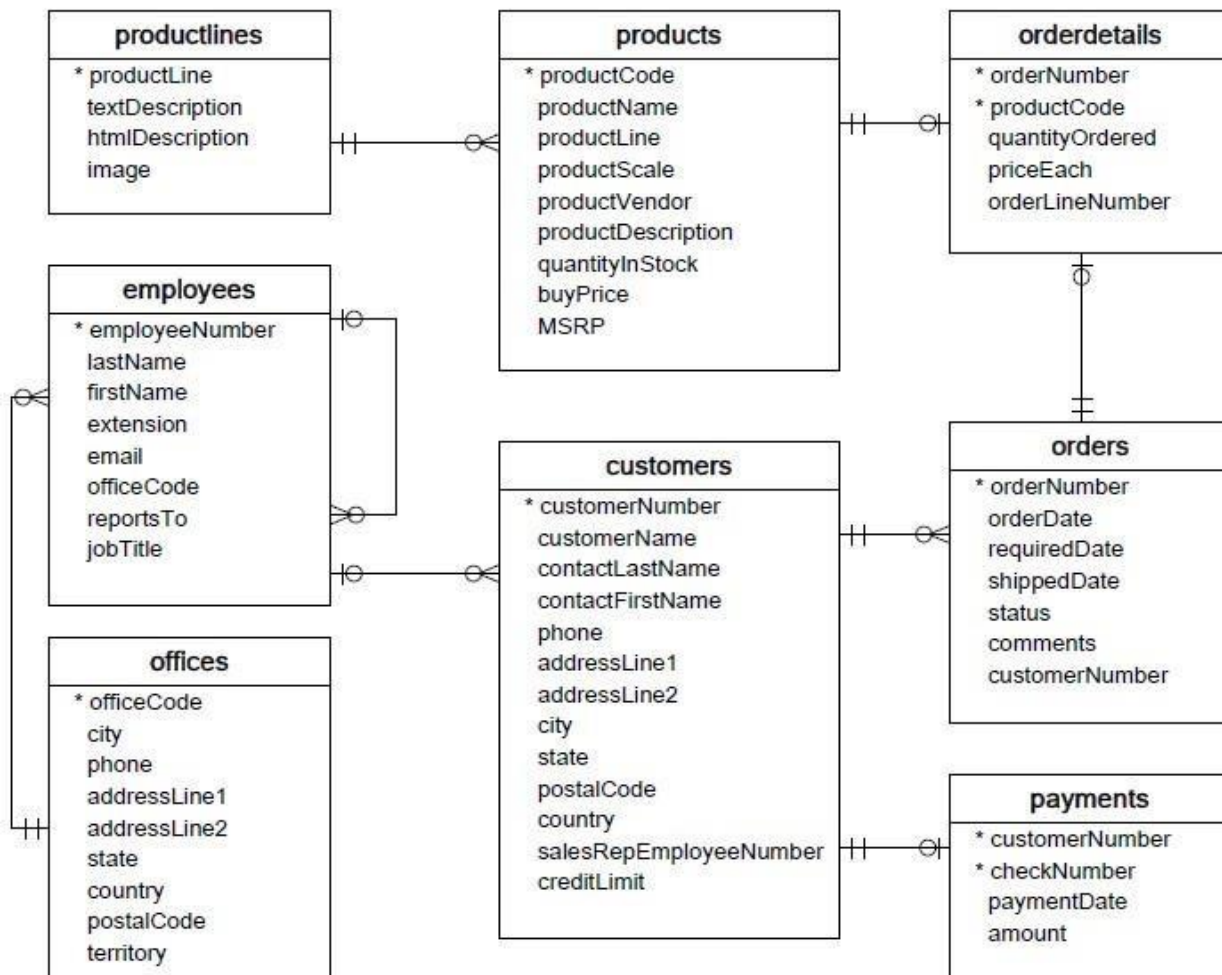 productlines
* productLine
textDescription
htmlDescription
image
products
* productCode
productName
productLine
productScale
productVendor
productDescription
quantityInStock
buyPrice
MSRP
orderdetails
* orderNumber
* productCode
quantityOrdered
priceEach
orderLineNumber
employees
* employeeNumber
lastName
firstName
extension
email
officeCode
reportsTo
jobTitle
customers
* customerNumber
customerName
contactLastName
contactFirstName
phone
addressLine1
addressLine2
city
state
postalCode
country
salesRepEmployeeNumber
creditLimit
orders
* orderNumber
orderDate
requiredDate
shippedDate
status
comments
customerNumber
offices
* officeCode
city
phone
addressLine1
addressLine2
state
country
postalCode
territory
payments
* customerNumber
* checkNumber
paymentDate
amount